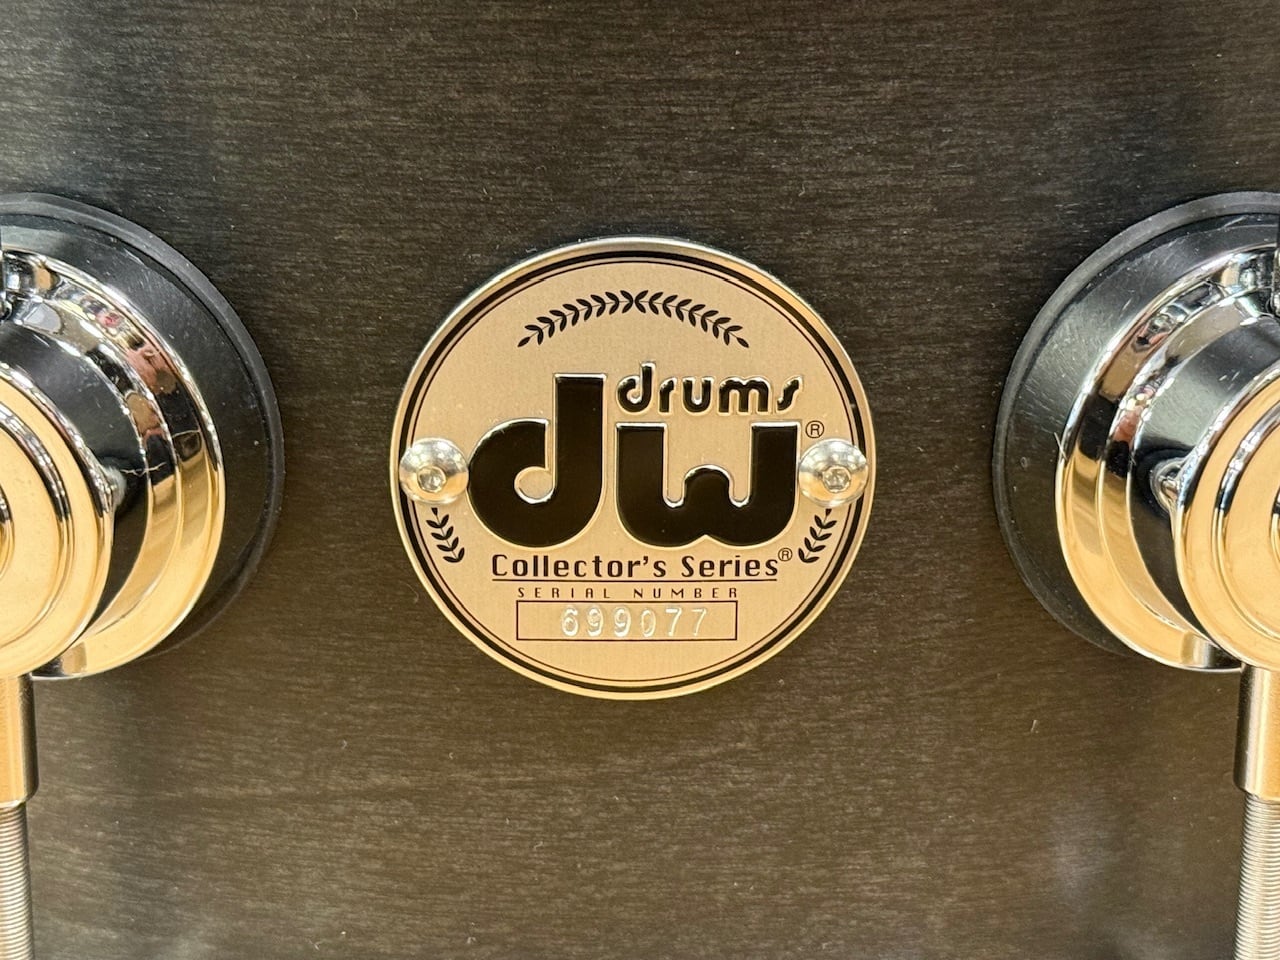 drums
dw®
Collector's Series®
SERIAL NUMBER
699077